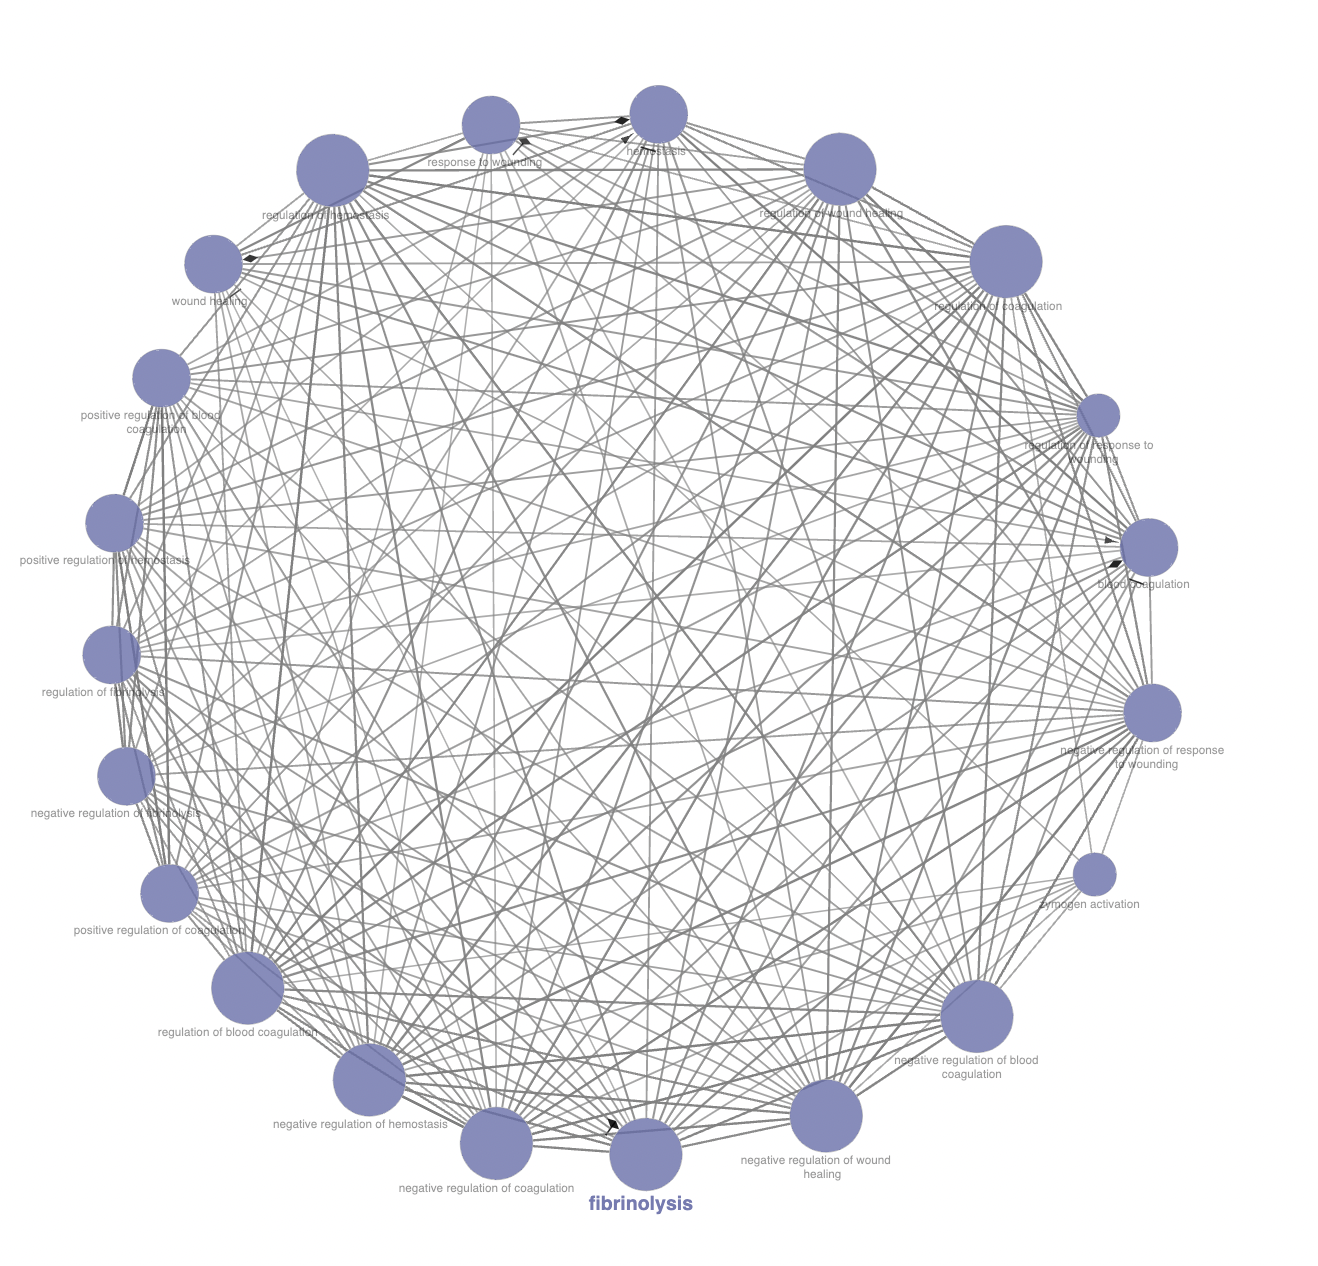 response to wounding
hemostasis
regulation of hemostasis
regulation of wound healing
wound healing
regulation of coagulation
positive regulation of blood
coagulation
regulation of response to
wounding
positive regulation of hemostasis
blood coagulation
regulation of fibrinolysis
negative regulation of response
to wounding
negative regulation of fibrinolysis
zymogen activation
positive regulation of coagulation
regulation of blood coagulation
negative regulation of blood
coagulation
negative regulation of hemostasis
negative regulation of wound
healing
negative regulation of coagulation
fibrinolysis